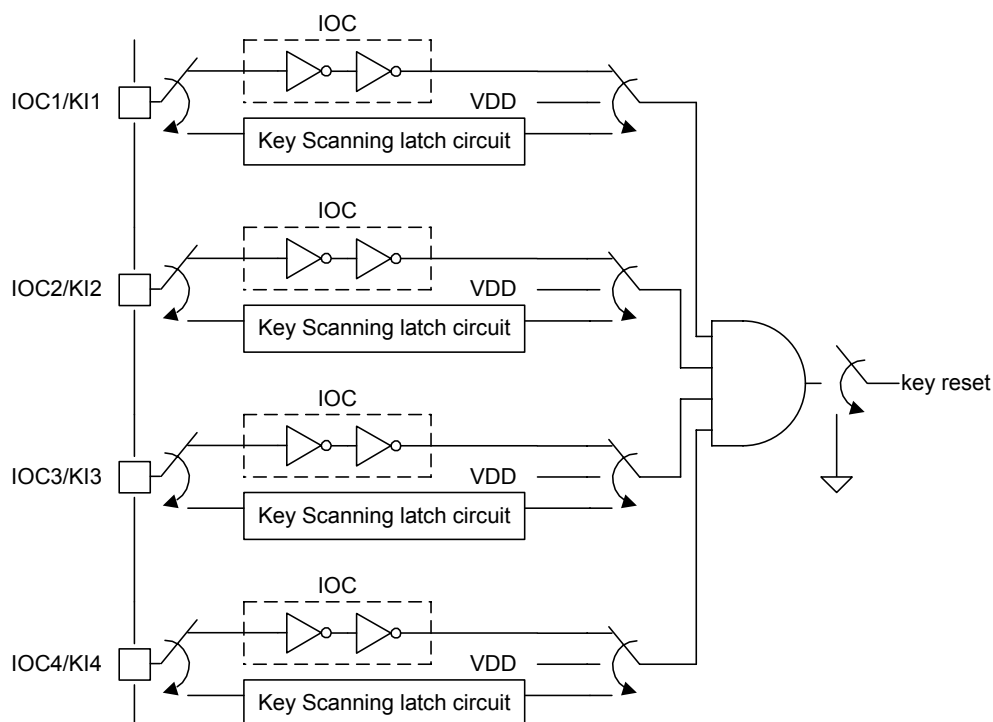 IOC
IOC1/KI1
VDD
Key Scanning latch circuit
IOC
IOC2/KI2
VDD
Key Scanning latch circuit
key reset
IOC
IOC3/KI3
VDD
Key Scanning latch circuit
IOC
IOC4/KI4
VDD
Key Scanning latch circuit